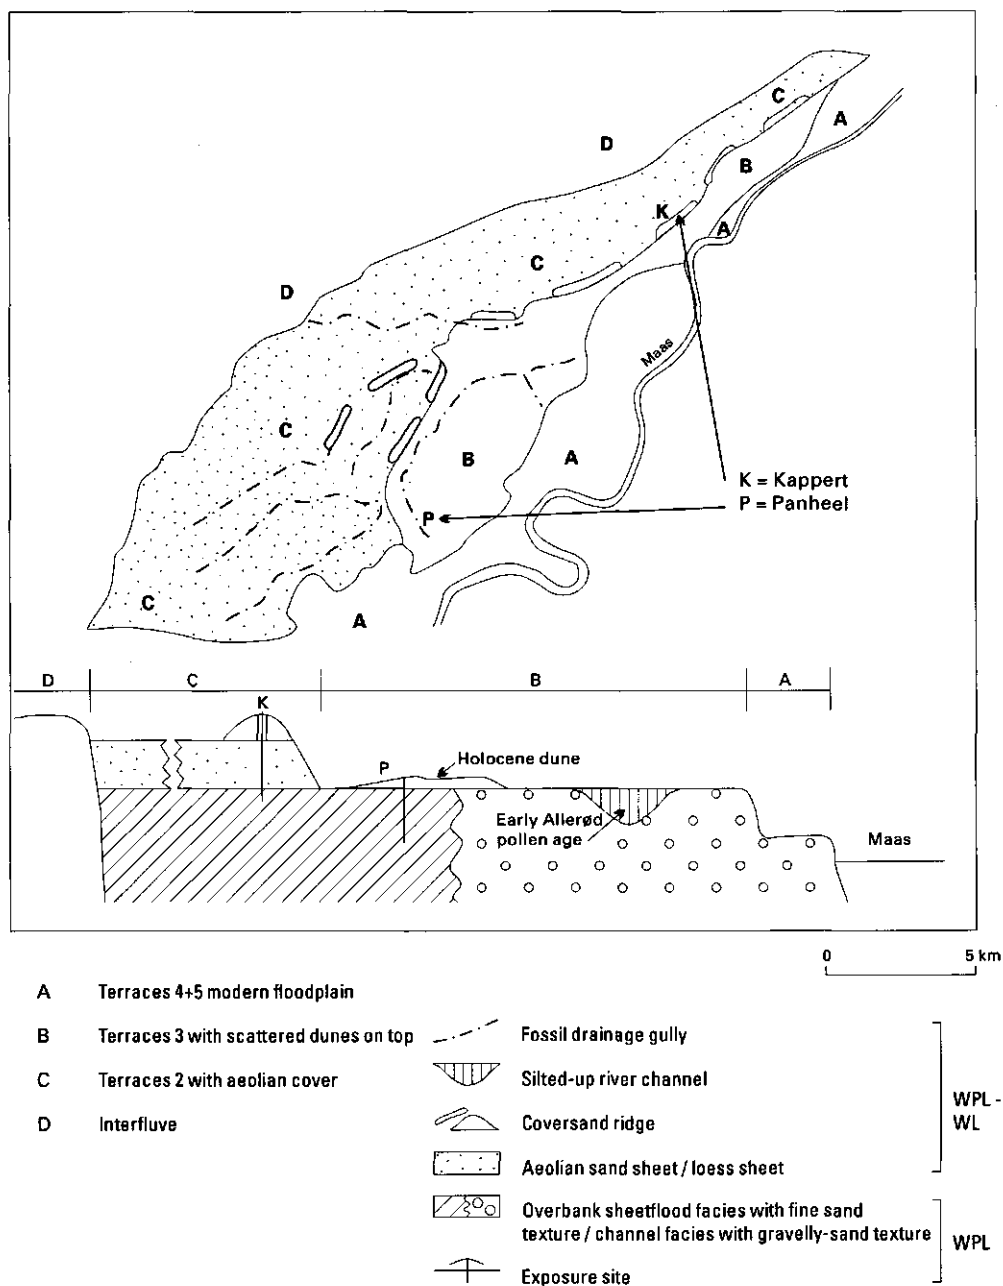 C
A
D
B
K
A
C
D
Maas
C
B
A
K = Kappert
P = Panheel
P
C
A
D
C
B
A
K
P
Holocene dune
Early Allerød
pollen age
Maas
0
5 km
A Terraces 4+5 modern floodplain
B Terraces 3 with scattered dunes on top
C Terraces 2 with aeolian cover
D Interfluve
Fossil drainage gully
Silted-up river channel
Coversand ridge
Aeolian sand sheet / loess sheet
WPL -
WL
Overbank sheetflood facies with fine sand
texture / channel facies with gravelly-sand texture
Exposure site
WPL